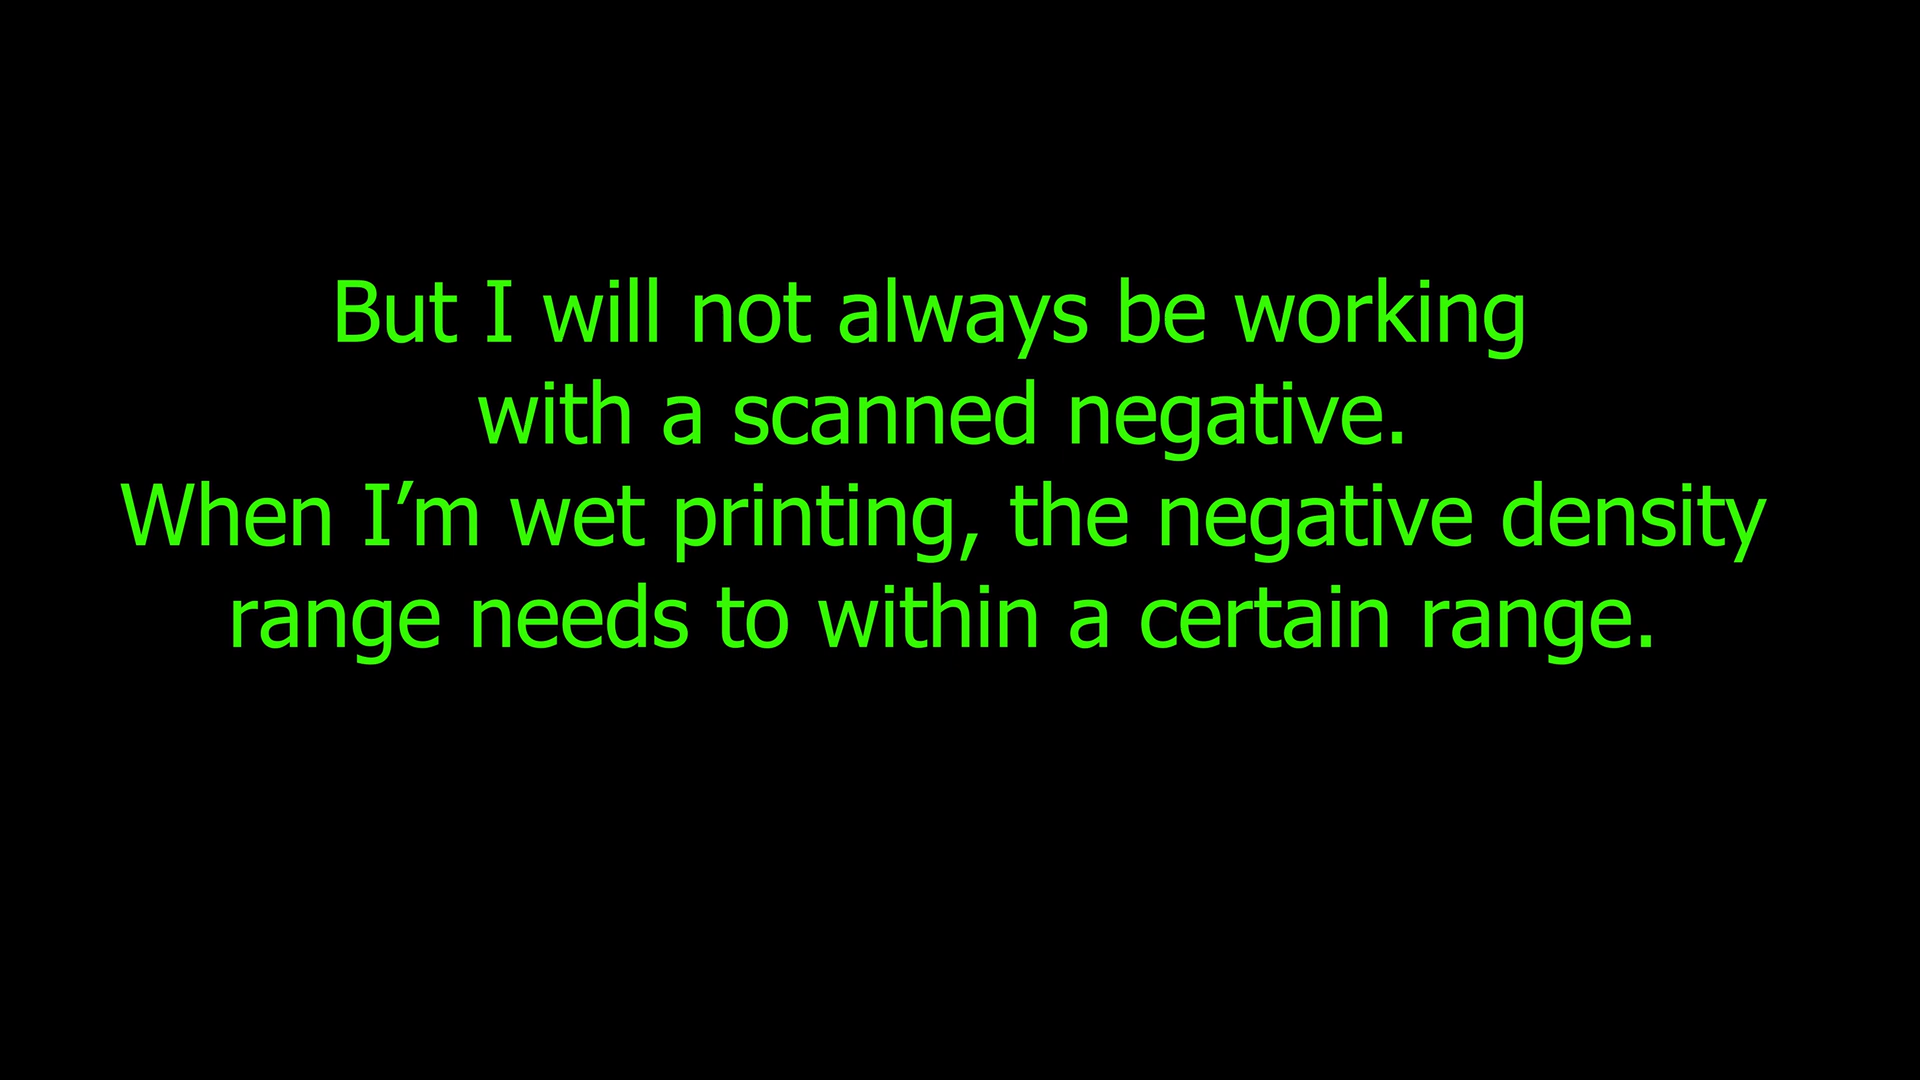 But I will not always be working
with a scanned negative.
When I’m wet printing, the negative density
range needs to within a certain range.